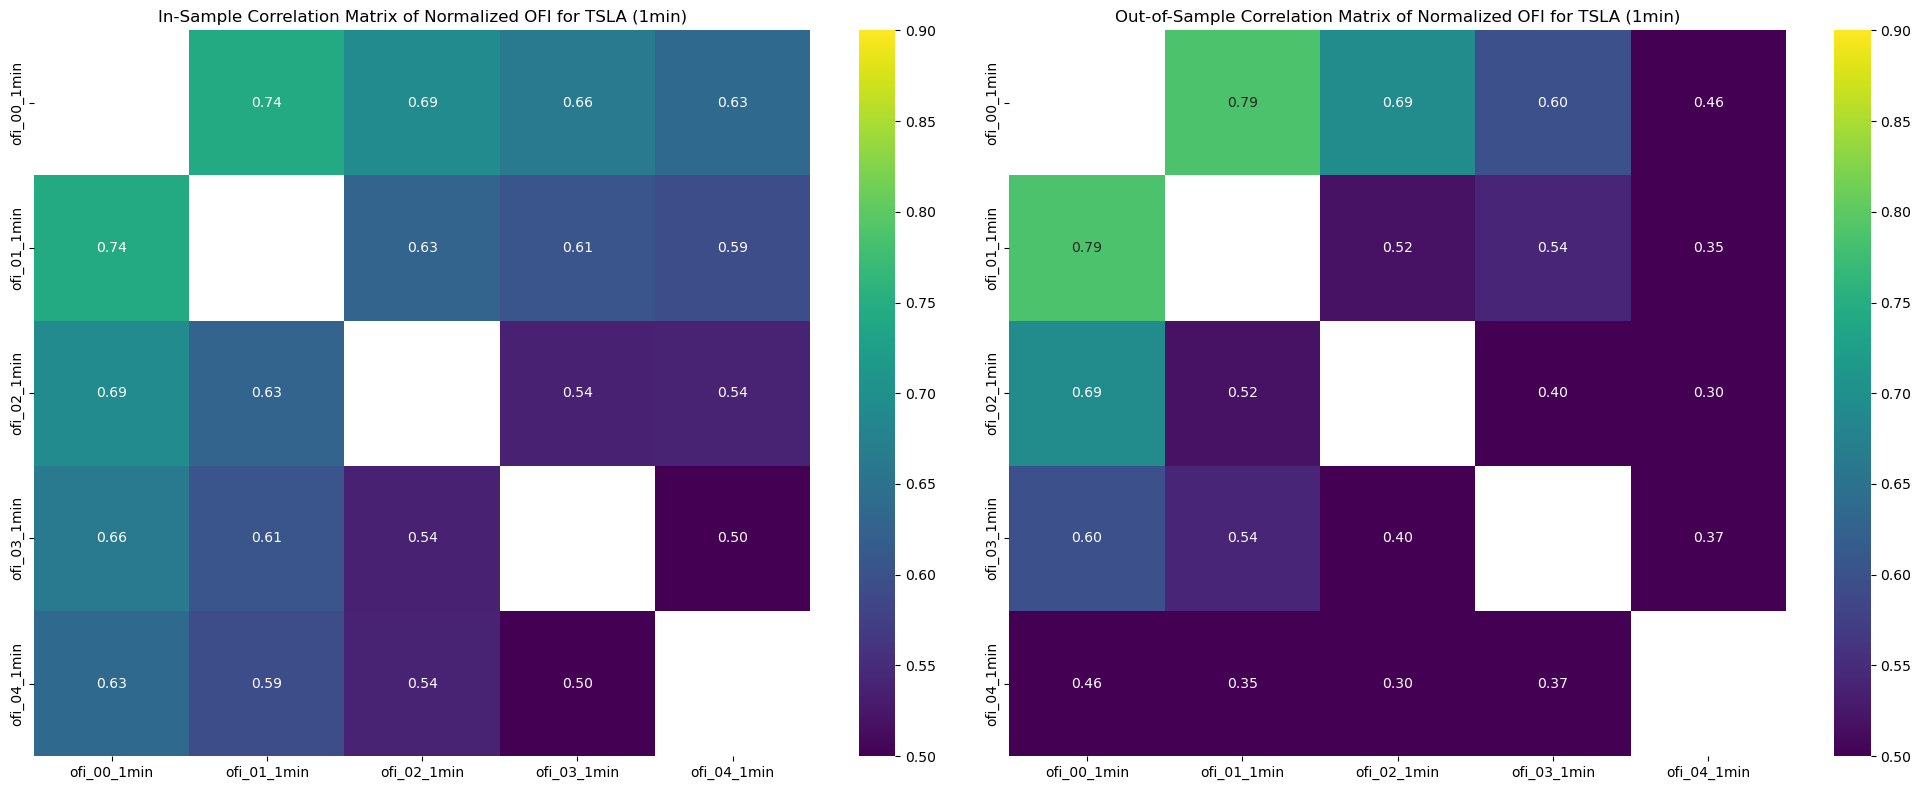 In-Sample Correlation Matrix of Normalized OFI for TSLA (1min)
ofi_00_1min
ofi_01_1min
ofi_02_1min
ofi_03_1min
ofi_04_1min
0.74 0.69 0.66 0.63
0.74 0.63 0.61 0.59
0.69 0.63 0.54 0.54
0.66 0.61 0.54 0.50
0.63 0.59 0.54 0.50
ofi_00_1min ofi_01_1min ofi_02_1min ofi_03_1min ofi_04_1min
0.90
0.85
0.80
0.75
0.70
0.65
0.60
0.55
0.50
Out-of-Sample Correlation Matrix of Normalized OFI for TSLA (1min)
ofi_00_1min
ofi_01_1min
ofi_02_1min
ofi_03_1min
ofi_04_1min
0.79 0.69 0.60 0.46
0.79 0.52 0.54 0.35
0.69 0.52 0.40 0.30
0.60 0.54 0.40 0.37
0.46 0.35 0.30 0.37
ofi_00_1min ofi_01_1min ofi_02_1min ofi_03_1min ofi_04_1min
0.90
0.85
0.80
0.75
0.70
0.65
0.60
0.55
0.50